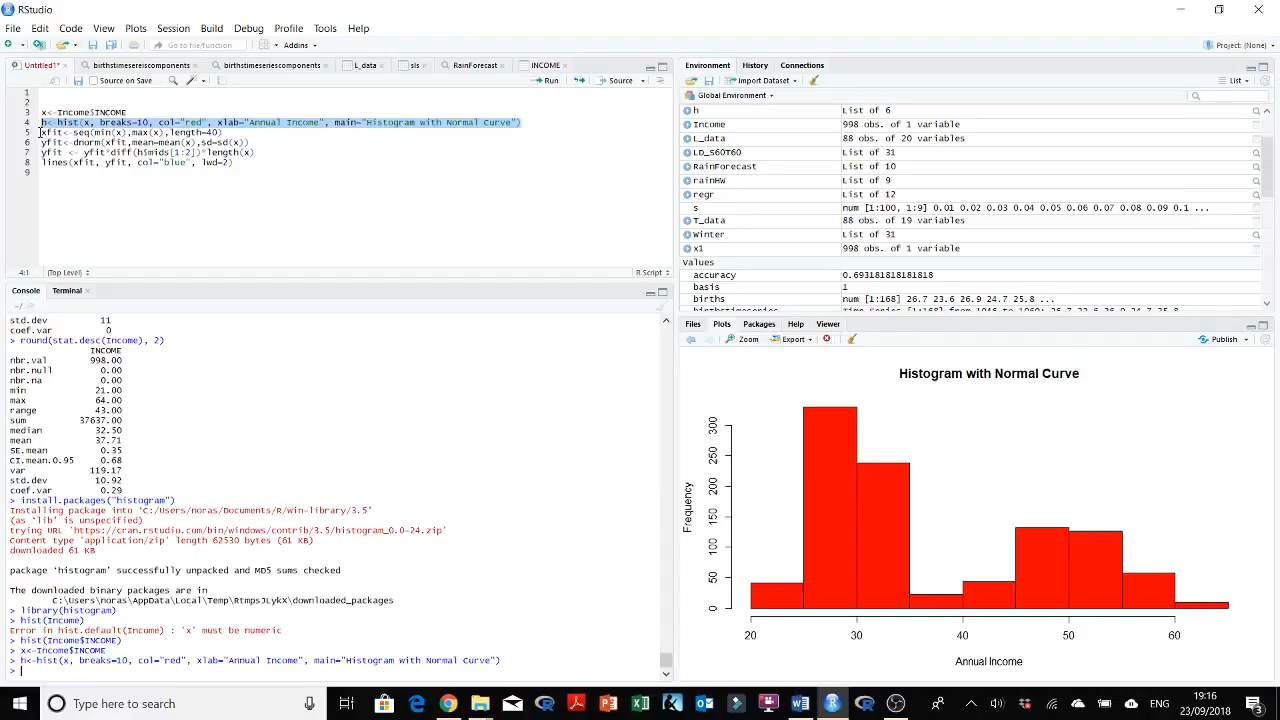 RStudio
File Edit Code View Plots Session Build Debug Profile Tools Help
Go to file/function Addins Project: (None)
Untitled1* birthstimesereiscomponents birthstimeseriescomponents L_data sls RainForecast INCOME
Source on Save Run Source
1
2
3 x<-Income$INCOME
4 h<-hist(x, breaks=10, col="red", xlab="Annual Income", main="Histogram with Normal Curve")
5 xfit<-seq(min(x),max(x),length=40)
6 yfit<-dnorm(xfit,mean=mean(x),sd=sd(x))
7 yfit <- yfit*diff(h$mids[1:2])*length(x)
8 lines(xfit, yfit, col="blue", lwd=2)
9
4:1 (Top Level) R Script
Console Terminal
~/
std.dev 11
coef.var 0
> round(stat.desc(Income), 2)
INCOME
nbr.val 998.00
nbr.null 0.00
nbr.na 0.00
min 21.00
max 64.00
range 43.00
sum 37637.00
median 32.50
mean 37.71
SE.mean 0.35
CI.mean.0.95 0.68
var 119.17
std.dev 10.92
coef.var 0.29
> install.packages("histogram")
Installing package into 'C:/Users/noras/Documents/R/win-library/3.5'
(as 'lib' is unspecified)
trying URL 'https://cran.rstudio.com/bin/windows/contrib/3.5/histogram_0.0-24.zip'
Content type 'application/zip' length 62530 bytes (61 KB)
downloaded 61 KB
package 'histogram' successfully unpacked and MD5 sums checked
The downloaded binary packages are in
C:\Users\noras\AppData\Local\Temp\RtmpsJLykX\downloaded_packages
> library(histogram)
> hist(Income)
Error in hist.default(Income) : 'x' must be numeric
> hist(Income$INCOME)
> x<-Income$INCOME
> h<-hist(x, breaks=10, col="red", xlab="Annual Income", main="Histogram with Normal Curve")
>
Environment History Connections
Import Dataset List
Global Environment
h List of 6
Income 998 obs. of 1 variable
L_data 88 obs. of 20 variables
LD_S60T60 List of 31
RainForecast List of 10
rainHW List of 9
regr List of 12
s num [1:100, 1:9] 0.01 0.02 0.03 0.04 0.05 0.06 0.07 0.08 0.09 0.1 ...
T_data 88 obs. of 19 variables
Winter List of 31
x1 998 obs. of 1 variable
Values
accuracy 0.693181818181818
basis 1
births num [1:168] 26.7 23.6 26.9 24.7 25.8 ...
Files Plots Packages Help Viewer
Zoom Export Publish
Histogram with Normal Curve
Frequency
300
250
200
150
100
50
0
20 30 40 50 60
Annual Income
Type here to search
19:16
23/09/2018
3